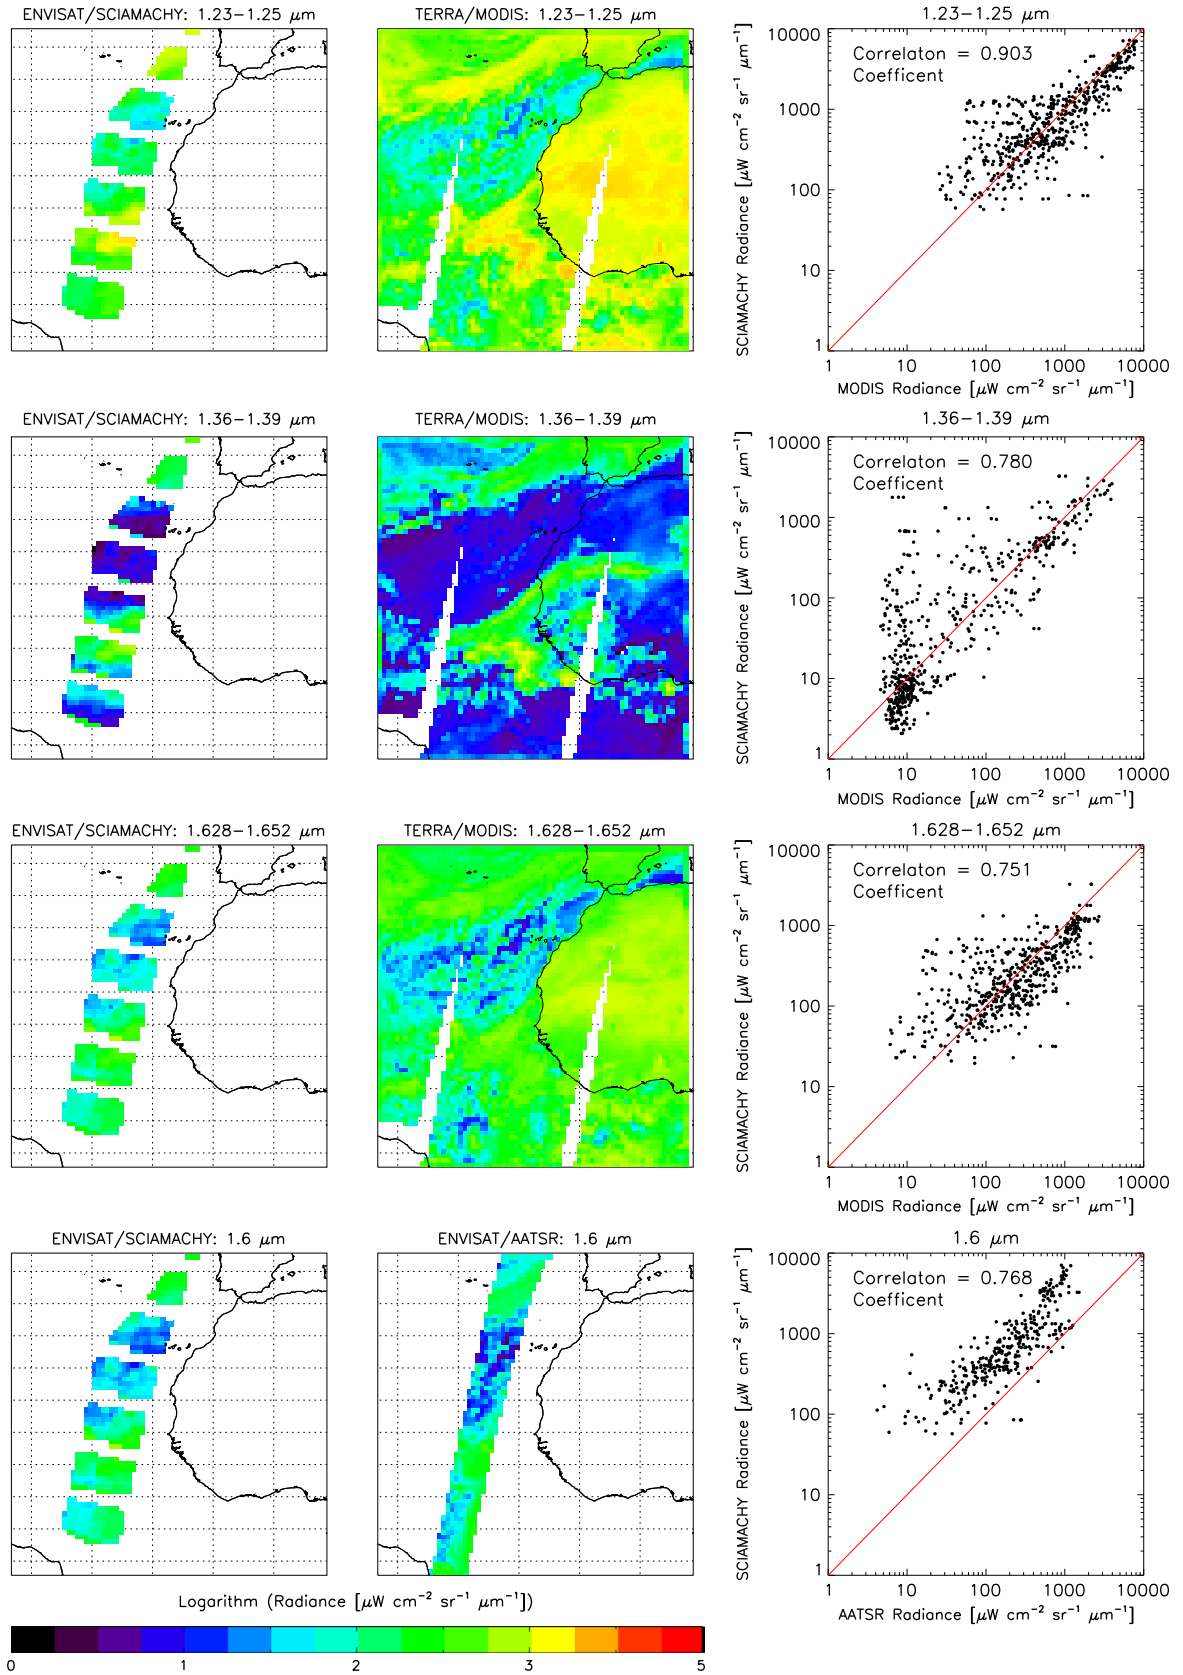 ENVISAT/SCIAMACHY: 1.23−1.25 μm
TERRA/MODIS: 1.23−1.25 μm
1.23−1.25 μm
Correlaton = 0.903
Coefficent
SCIAMACHY Radiance [μW cm−2 sr−1 μm−1]
10000
1000
100
10
1
1 10 100 1000 10000
MODIS Radiance [μW cm−2 sr−1 μm−1]
ENVISAT/SCIAMACHY: 1.36−1.39 μm
TERRA/MODIS: 1.36−1.39 μm
1.36−1.39 μm
Correlaton = 0.780
Coefficent
SCIAMACHY Radiance [μW cm−2 sr−1 μm−1]
10000
1000
100
10
1
1 10 100 1000 10000
MODIS Radiance [μW cm−2 sr−1 μm−1]
ENVISAT/SCIAMACHY: 1.628−1.652 μm
TERRA/MODIS: 1.628−1.652 μm
1.628−1.652 μm
Correlaton = 0.751
Coefficent
SCIAMACHY Radiance [μW cm−2 sr−1 μm−1]
10000
1000
100
10
1
1 10 100 1000 10000
MODIS Radiance [μW cm−2 sr−1 μm−1]
ENVISAT/SCIAMACHY: 1.6 μm
ENVISAT/AATSR: 1.6 μm
1.6 μm
Correlaton = 0.768
Coefficent
SCIAMACHY Radiance [μW cm−2 sr−1 μm−1]
10000
1000
100
10
1
1 10 100 1000 10000
AATSR Radiance [μW cm−2 sr−1 μm−1]
Logarithm (Radiance [μW cm−2 sr−1 μm−1])
0 1 2 3 4 5